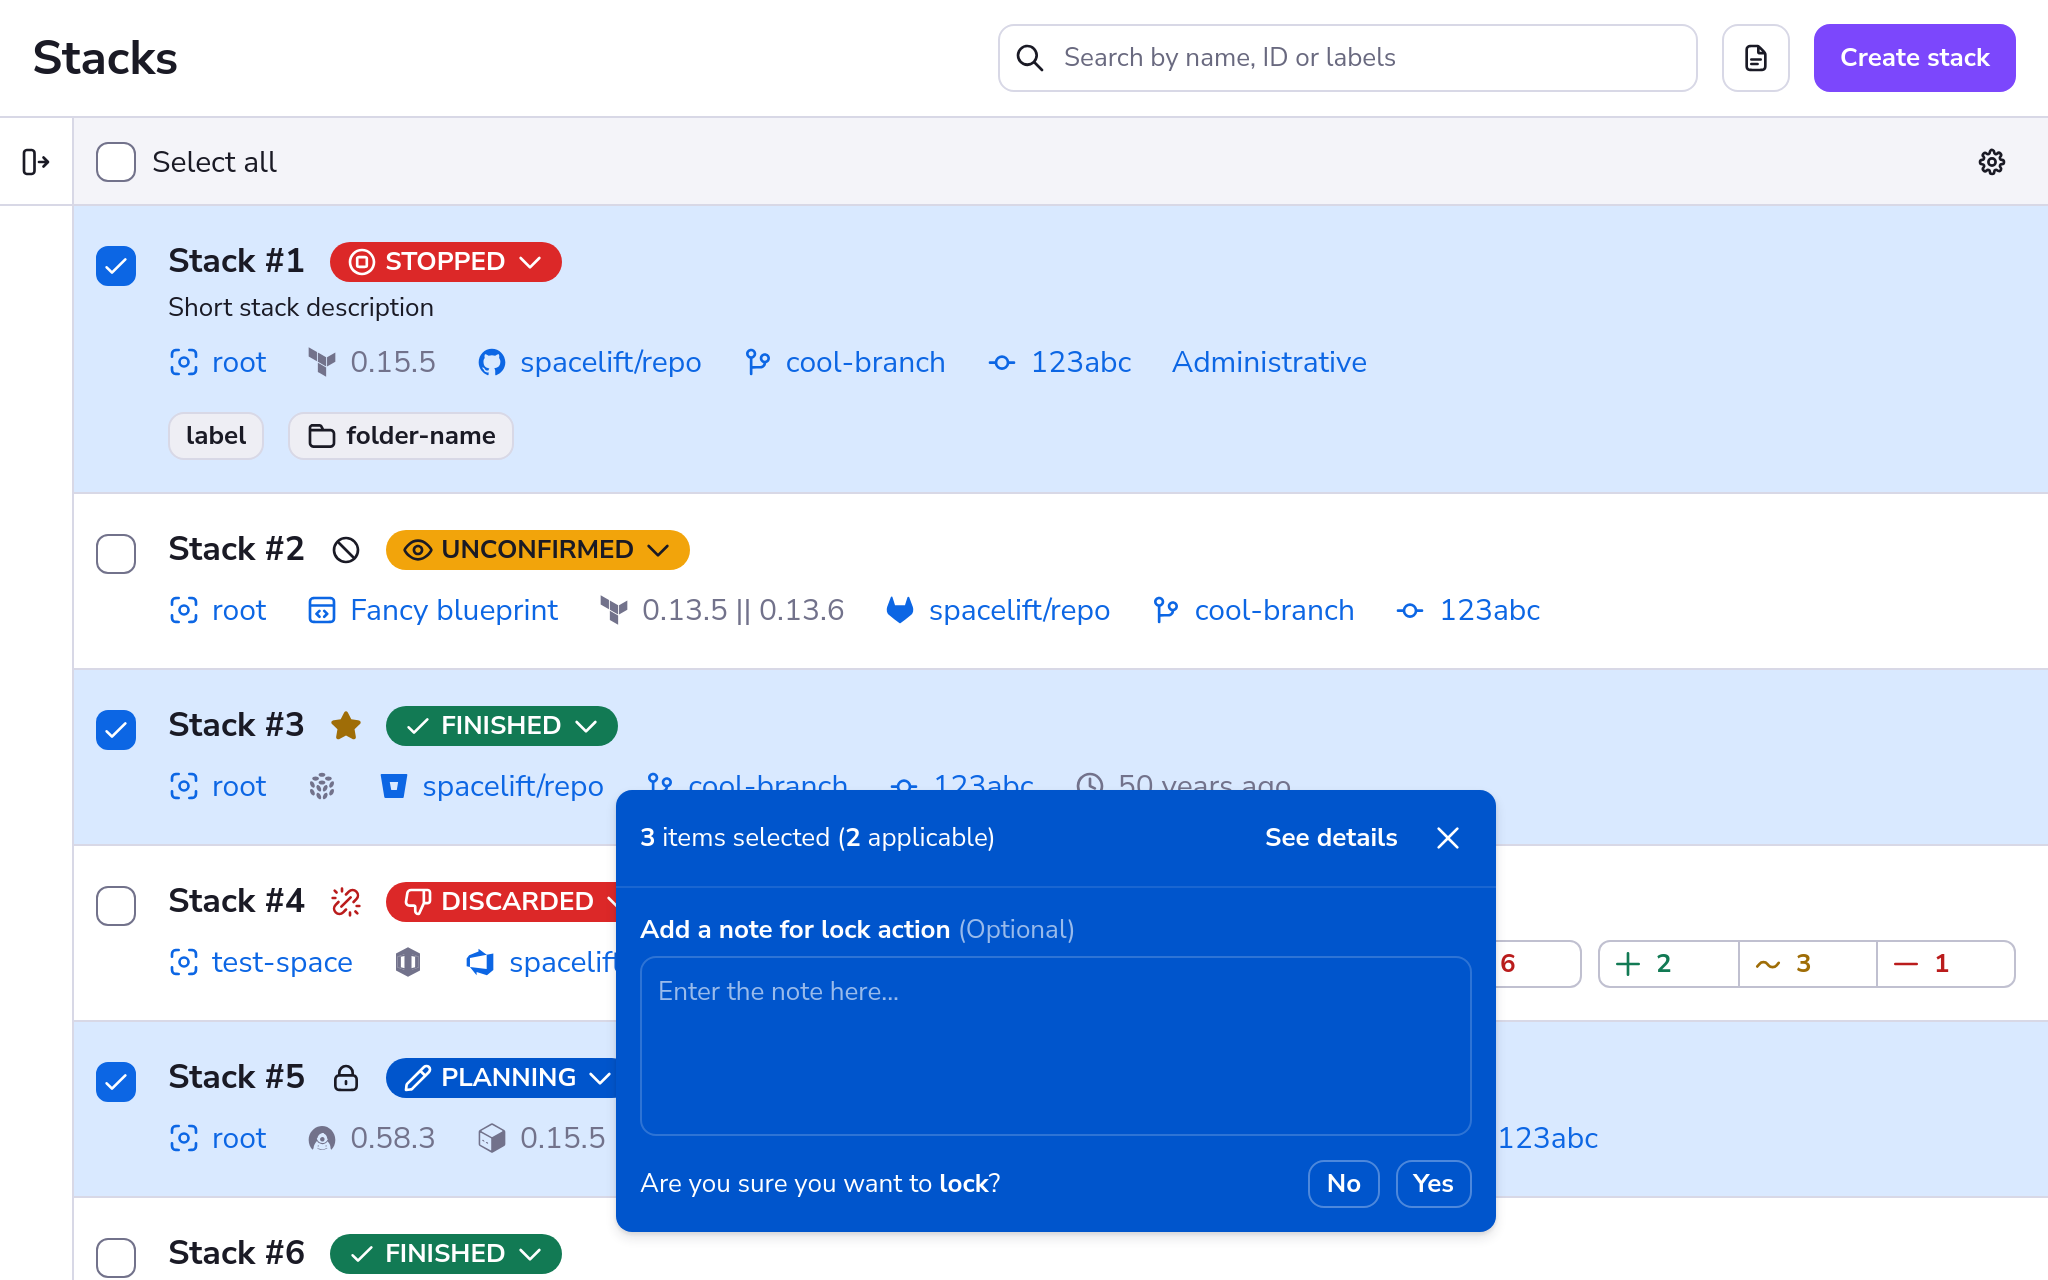 Stacks
Search by name, ID or labels
Create stack
Select all
Stack #1 STOPPED
Short stack description
root 0.15.5 spacelift/repo cool-branch 123abc Administrative
label folder-name
Stack #2 UNCONFIRMED
root Fancy blueprint 0.13.5 || 0.13.6 spacelift/repo cool-branch 123abc
Stack #3 FINISHED
root spacelift/repo cool-branch 123abc 50 years ago
3 items selected (2 applicable) See details
Stack #4 DISCARDED
Add a note for lock action (Optional)
test-space 6 2 3 1
Enter the note here...
Stack #5 PLANNING
root 0.58.3 0.15.5 123abc
Are you sure you want to lock? No Yes
Stack #6 FINISHED